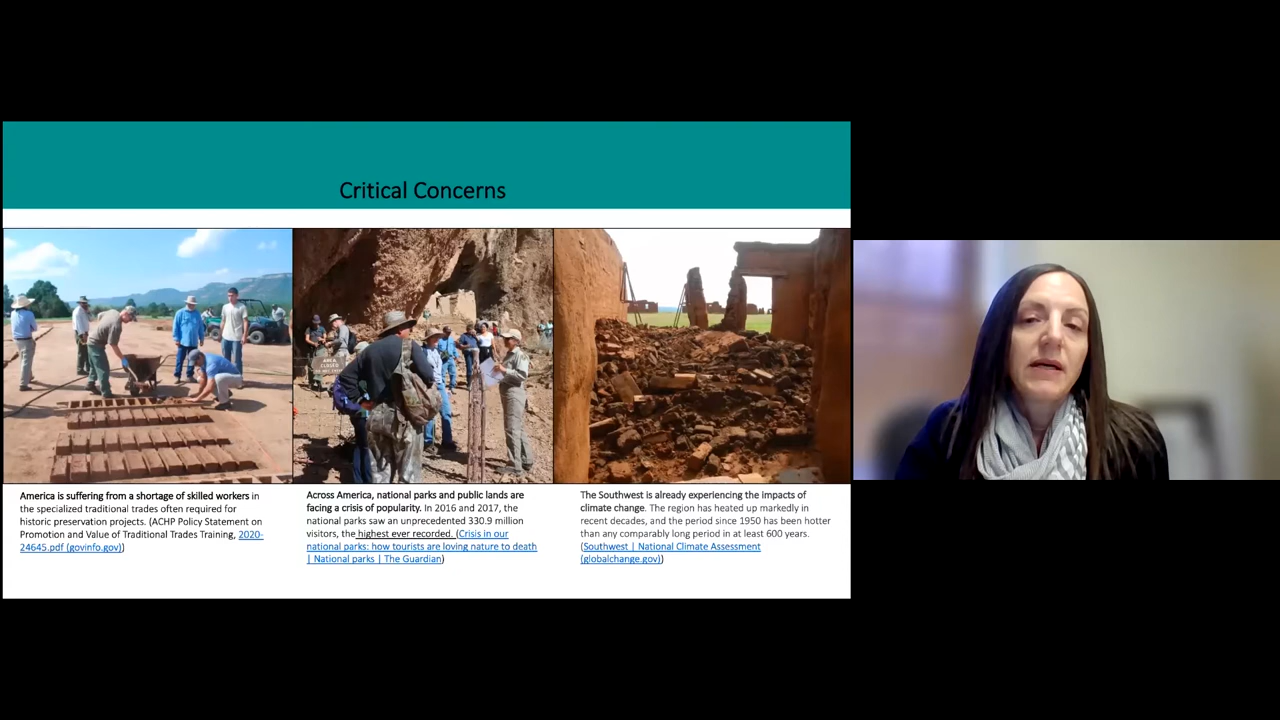 Critical Concerns
AREA
CLOSED
America is suffering from a shortage of skilled workers in
the specialized traditional trades often required for
historic preservation projects. (ACHP Policy Statement on
Promotion and Value of Traditional Trades Training, 2020-
24645.pdf (govinfo.gov))
Across America, national parks and public lands are
facing a crisis of popularity. In 2016 and 2017, the
national parks saw an unprecedented 330.9 million
visitors, the highest ever recorded. (Crisis in our
national parks: how tourists are loving nature to death
| National parks | The Guardian)
The Southwest is already experiencing the impacts of
climate change. The region has heated up markedly in
recent decades, and the period since 1950 has been hotter
than any comparably long period in at least 600 years.
(Southwest | National Climate Assessment
(globalchange.gov))